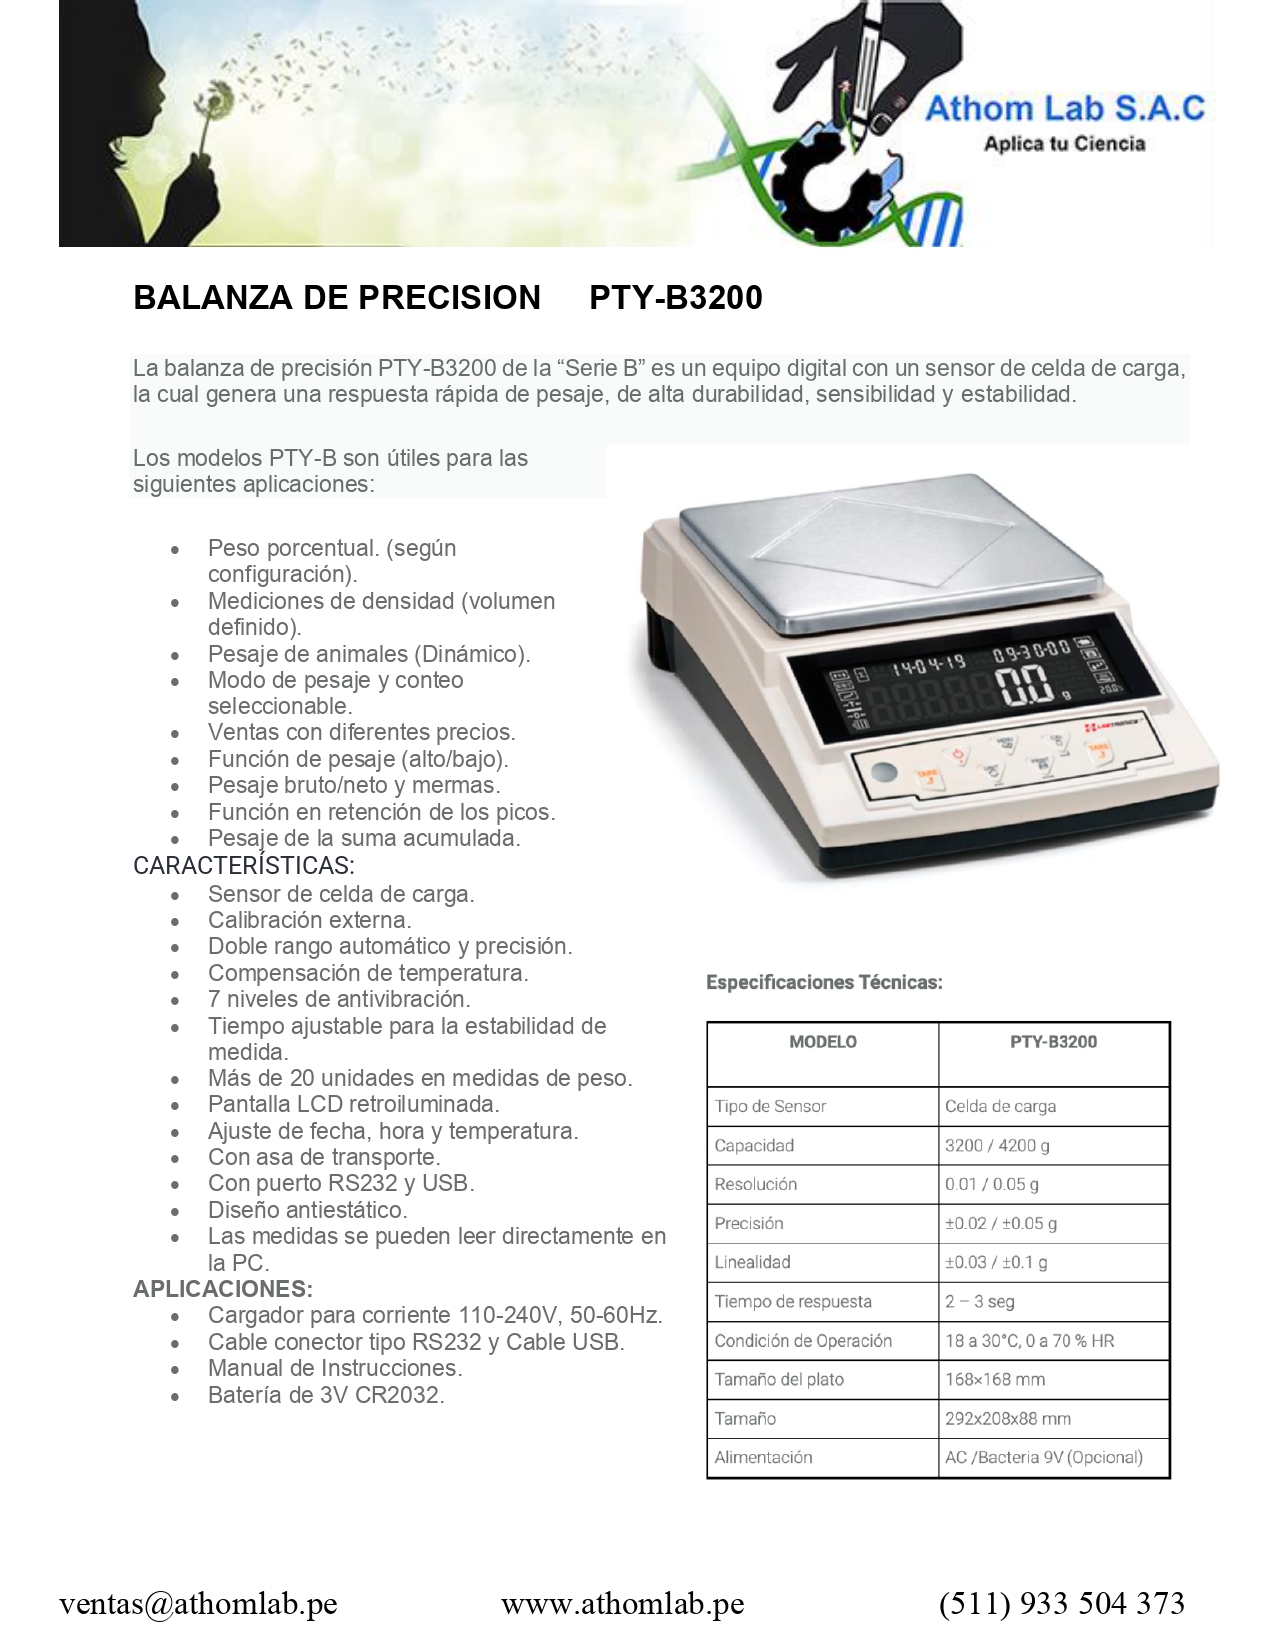 Athom Lab S.A.C
Aplica tu Ciencia
BALANZA DE PRECISION PTY-B3200
La balanza de precisión PTY-B3200 de la “Serie B” es un equipo digital con un sensor de celda de carga,
la cual genera una respuesta rápida de pesaje, de alta durabilidad, sensibilidad y estabilidad.
Los modelos PTY-B son útiles para las
siguientes aplicaciones:
• Peso porcentual. (según
configuración).
• Mediciones de densidad (volumen
definido).
• Pesaje de animales (Dinámico).
• Modo de pesaje y conteo
seleccionable.
• Ventas con diferentes precios.
• Función de pesaje (alto/bajo).
• Pesaje bruto/neto y mermas.
• Función en retención de los picos.
• Pesaje de la suma acumulada.
14-04-19 09-30-00
0.0 g
20.0
TARE
TARE
CARACTERÍSTICAS:
• Sensor de celda de carga.
• Calibración externa.
• Doble rango automático y precisión.
• Compensación de temperatura.
• 7 niveles de antivibración.
• Tiempo ajustable para la estabilidad de
medida.
• Más de 20 unidades en medidas de peso.
• Pantalla LCD retroiluminada.
• Ajuste de fecha, hora y temperatura.
• Con asa de transporte.
• Con puerto RS232 y USB.
• Diseño antiestático.
• Las medidas se pueden leer directamente en
la PC.
APLICACIONES:
• Cargador para corriente 110-240V, 50-60Hz.
• Cable conector tipo RS232 y Cable USB.
• Manual de Instrucciones.
• Batería de 3V CR2032.
Especificaciones Técnicas:
MODELO PTY-B3200
Tipo de Sensor Celda de carga
Capacidad 3200 / 4200 g
Resolución 0.01 / 0.05 g
Precisión ±0.02 / ±0.05 g
Linealidad ±0.03 / ±0.1 g
Tiempo de respuesta 2 – 3 seg
Condición de Operación 18 a 30°C, 0 a 70 % HR
Tamaño del plato 168×168 mm
Tamaño 292x208x88 mm
Alimentación AC /Bacteria 9V (Opcional)
ventas@athomlab.pe www.athomlab.pe (511) 933 504 373